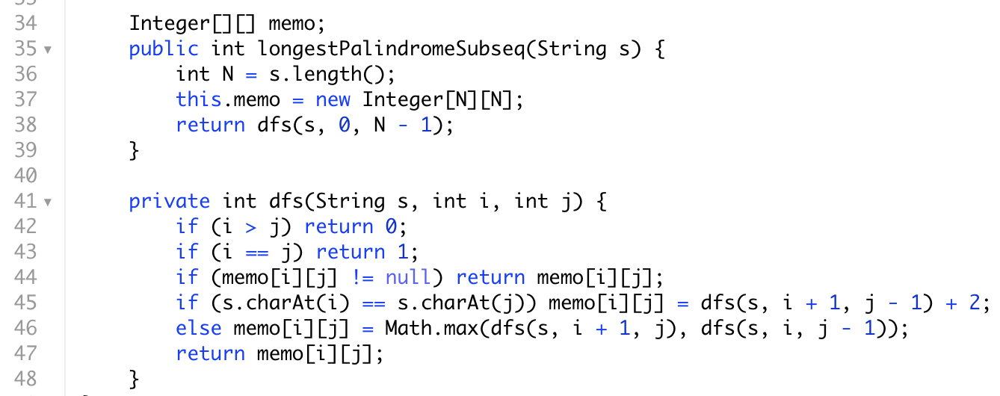 34 Integer[][] memo;
35 ▼ public int longestPalindromeSubseq(String s) {
36 int N = s.length();
37 this.memo = new Integer[N][N];
38 return dfs(s, 0, N - 1);
39 }
40
41 ▼ private int dfs(String s, int i, int j) {
42 if (i > j) return 0;
43 if (i == j) return 1;
44 if (memo[i][j] != null) return memo[i][j];
45 if (s.charAt(i) == s.charAt(j)) memo[i][j] = dfs(s, i + 1, j - 1) + 2;
46 else memo[i][j] = Math.max(dfs(s, i + 1, j), dfs(s, i, j - 1));
47 return memo[i][j];
48 }